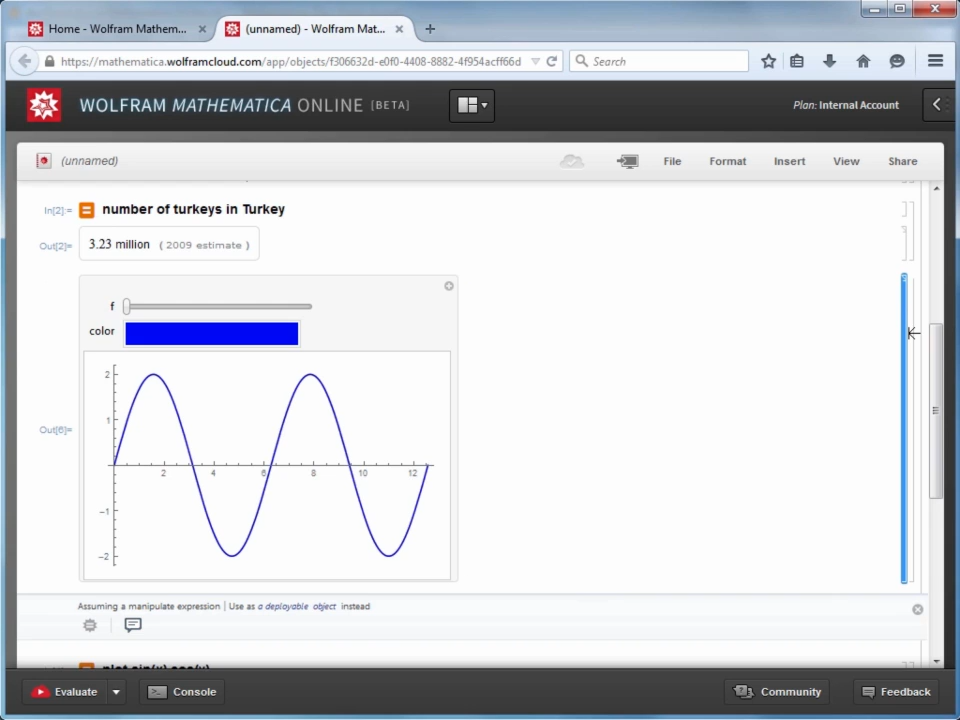 Home - Wolfram Mathem... × (unnamed) - Wolfram Mat... × +
https://mathematica.wolframcloud.com/app/objects/f306632d-e0f0-4408-8882-4f954acff66d Search
WOLFRAM MATHEMATICA ONLINE [BETA] Plan: Internal Account
(unnamed) File Format Insert View Share
In[2]:= number of turkeys in Turkey
Out[2]= 3.23 million ( 2009 estimate )
f
color
Out[6]=
2
1
2 4 6 8 10 12
-1
-2
Assuming a manipulate expression | Use as a deployable object instead
plot sin(x) cos(y)
Evaluate Console Community Feedback